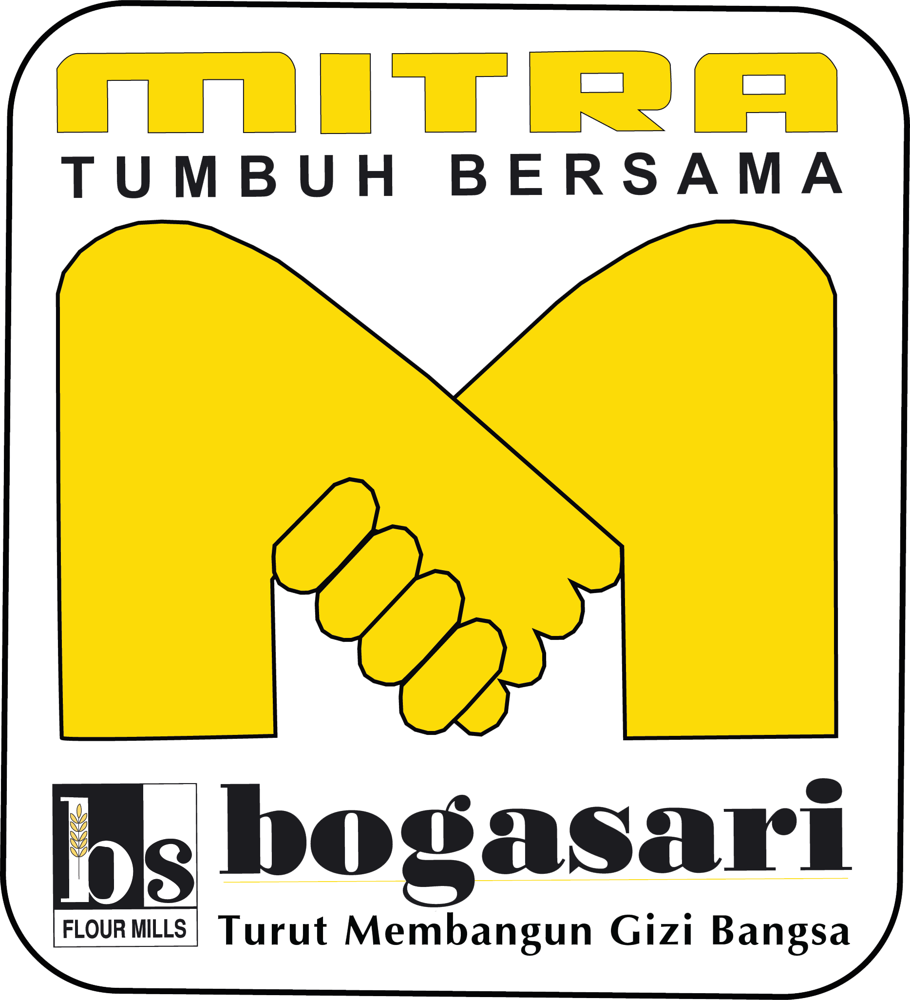 MITRA
TUMBUH BERSAMA
bs
FLOUR MILLS
bogasari
Turut Membangun Gizi Bangsa